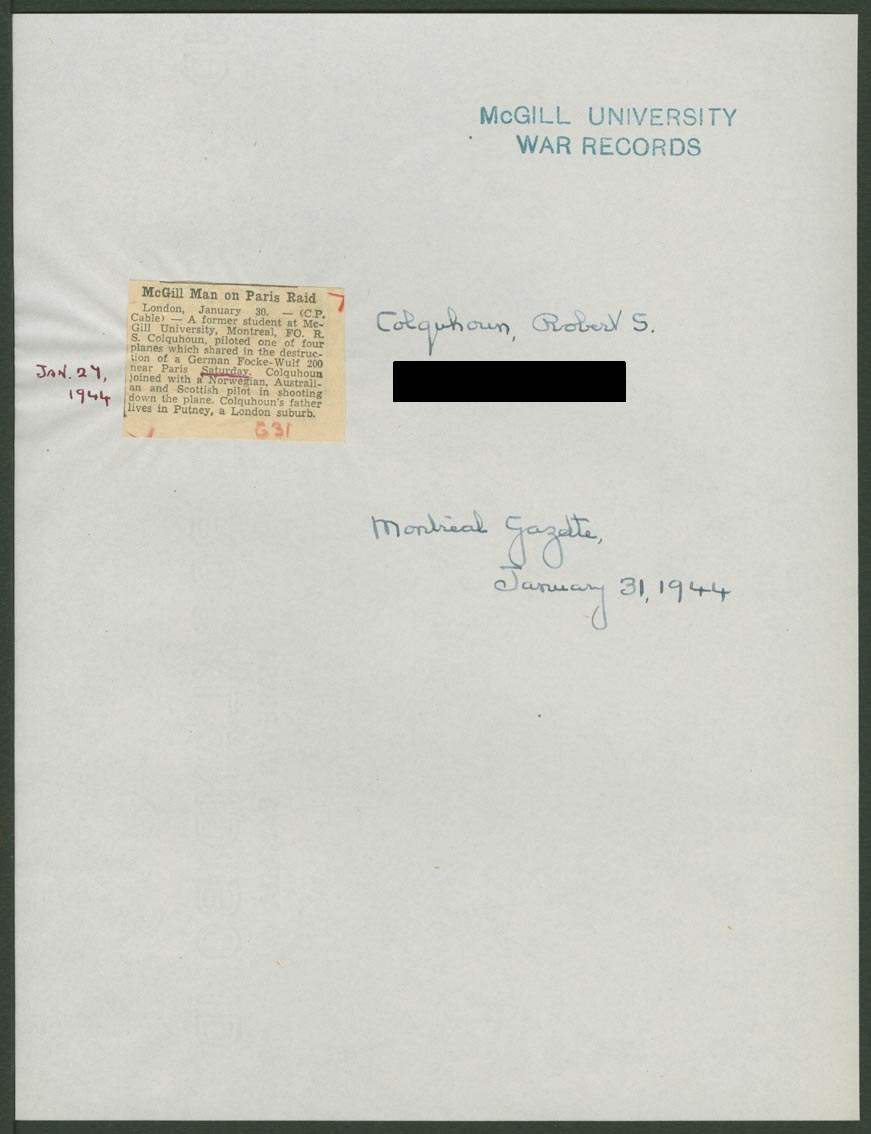 McGILL UNIVERSITY
WAR RECORDS
McGill Man on Paris Raid
London, January 30. — (C.P.
Cable) — A former student at Mc-
Gill University, Montreal, FO. R.
S. Colquhoun, piloted one of four
planes which shared in the destruc-
tion of a German Focke-Wulf 200
near Paris Saturday. Colquhoun
joined with a Norwegian, Australi-
an and Scottish pilot in shooting
down the plane. Colquhoun's father
lives in Putney, a London suburb.
JAN. 29,
1944
Colquhoun, Robert S.
Montreal Gazette,
January 31, 1944